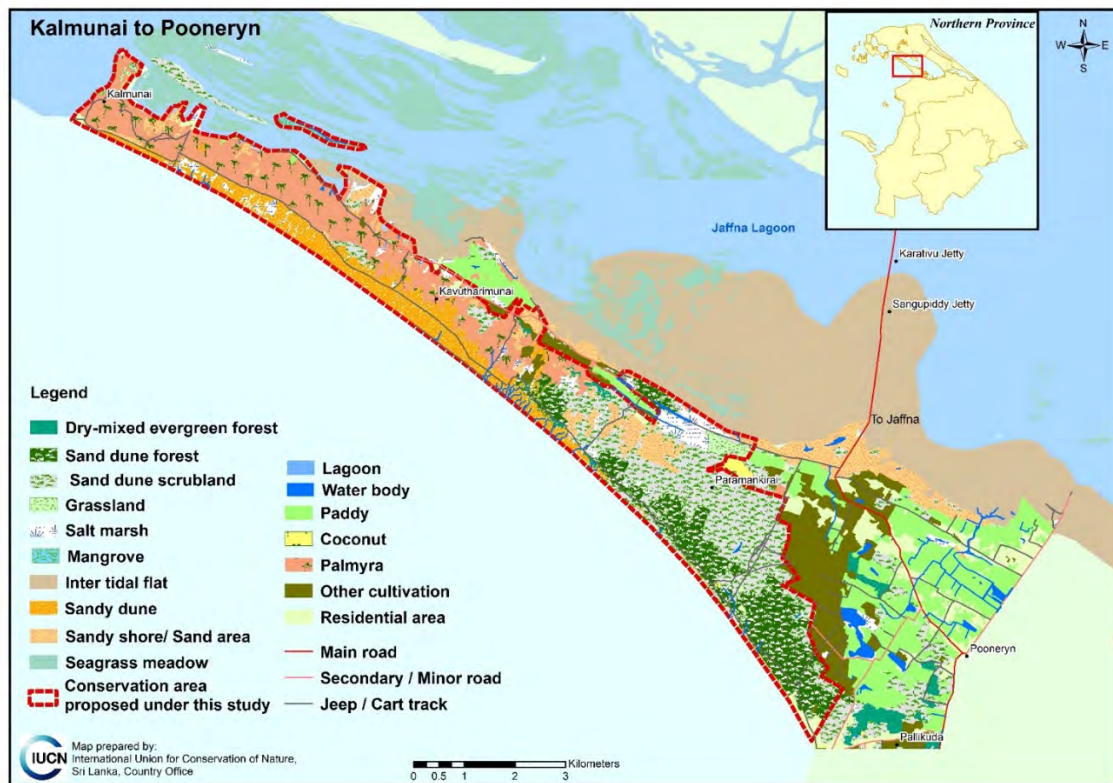 Kalmunai to Pooneryn
Northern Province
N
W E
S
Kalmunai
Jaffna Lagoon
Karativu Jetty
Sangupiddy Jetty
Kavutharimunai
To Jaffna
Paramankirai
Pooneryn
Pallikuda
Legend
Dry-mixed evergreen forest
Sand dune forest
Sand dune scrubland
Grassland
Salt marsh
Mangrove
Inter tidal flat
Sandy dune
Sandy shore/ Sand area
Seagrass meadow
Conservation area
proposed under this study
Lagoon
Water body
Paddy
Coconut
Palmyra
Other cultivation
Residential area
Main road
Secondary / Minor road
Jeep / Cart track
IUCN
Map prepared by:
International Union for Conservation of Nature,
Sri Lanka, Country Office
Kilometers
0 0.5 1 2 3